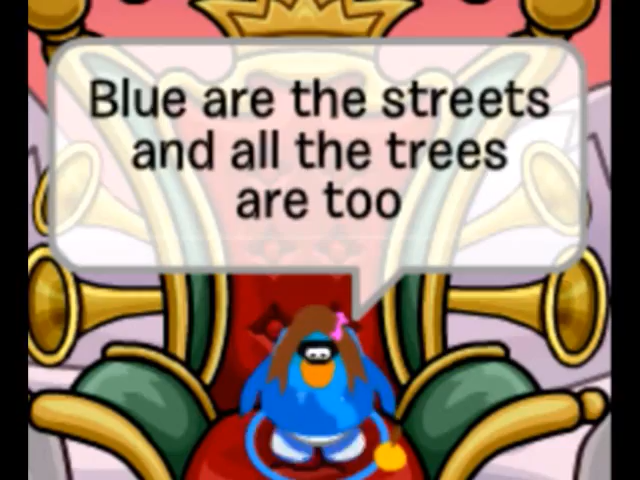 Blue are the streets
and all the trees
are too